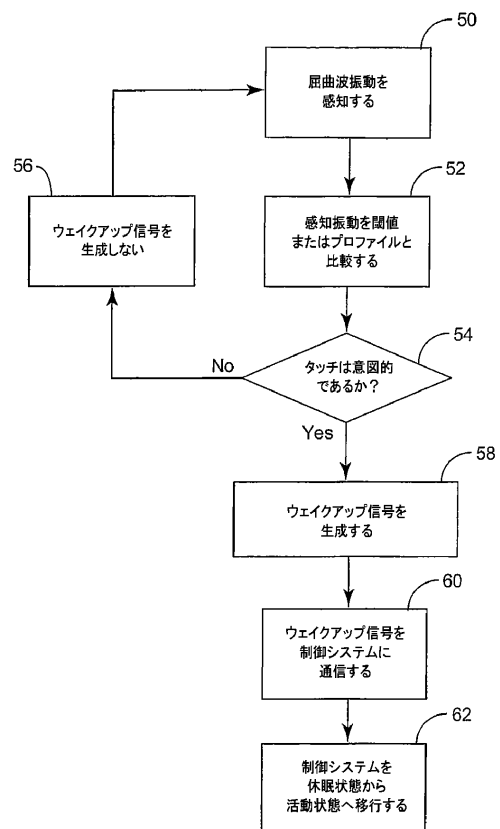 50
屈曲波振動を
感知する
56
ウェイクアップ信号を
生成しない
52
感知振動を閾値
またはプロファイルと
比較する
54
タッチは意図的
であるか？
No
Yes
58
ウェイクアップ信号を
生成する
60
ウェイクアップ信号を
制御システムに
通信する
62
制御システムを
休眠状態から
活動状態へ移行する